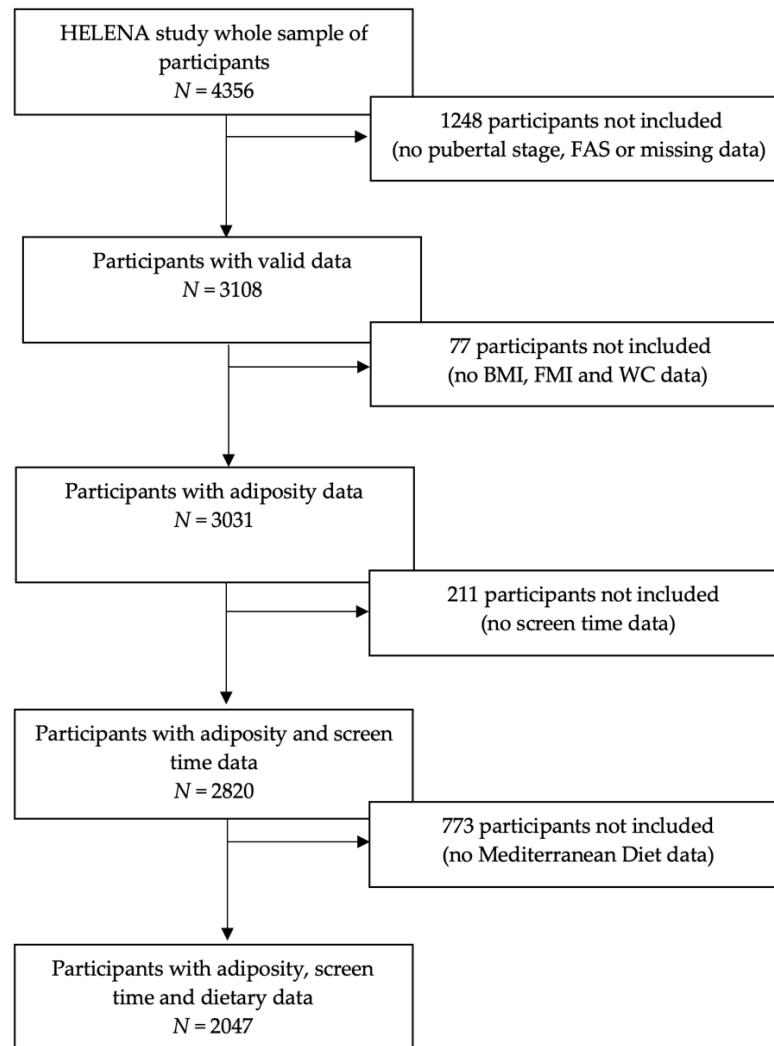 HELENA study whole sample of
participants
N = 4356
1248 participants not included
(no pubertal stage, FAS or missing data)
Participants with valid data
N = 3108
77 participants not included
(no BMI, FMI and WC data)
Participants with adiposity data
N = 3031
211 participants not included
(no screen time data)
Participants with adiposity and screen
time data
N = 2820
773 participants not included
(no Mediterranean Diet data)
Participants with adiposity, screen
time and dietary data
N = 2047